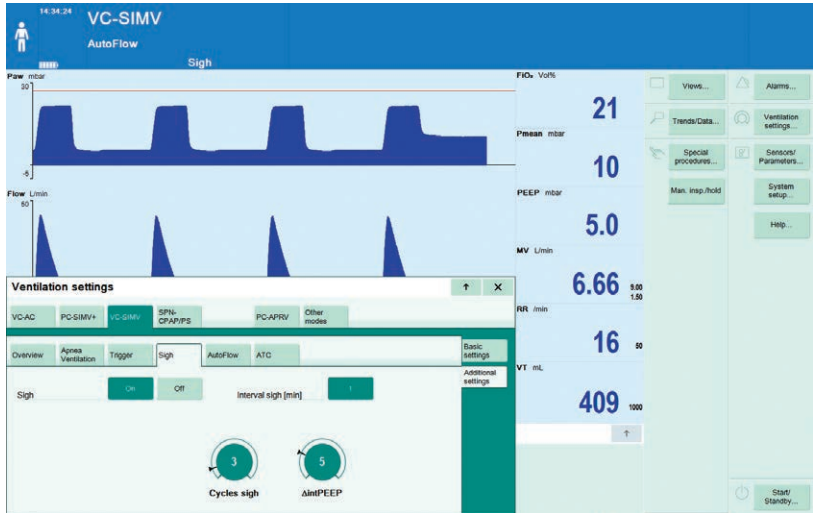 14:34:24
VC-SIMV
AutoFlow
Sigh
Paw mbar
30
-5
Flow L/min
60
FiO₂ Vol%
21
Pmean mbar
10
PEEP mbar
5.0
MV L/min
6.66
9.00
1.50
RR /min
16
50
VT mL
409
1000
Views...
Alarms...
Trends/Data...
Ventilation
settings...
Special
procedures...
Sensors/
Parameters...
Man. insp./hold
System
setup...
Help...
Start/
Standby...
Ventilation settings
VC-AC
PC-SIMV+
VC-SIMV
SPN-
CPAP/PS
PC-APRV
Other
modes
Overview
Apnea
Ventilation
Trigger
Sigh
AutoFlow
ATC
Basic
settings
Additional
settings
Sigh
On
Off
Interval sigh [min]
1
3
5
Cycles sigh
ΔintPEEP